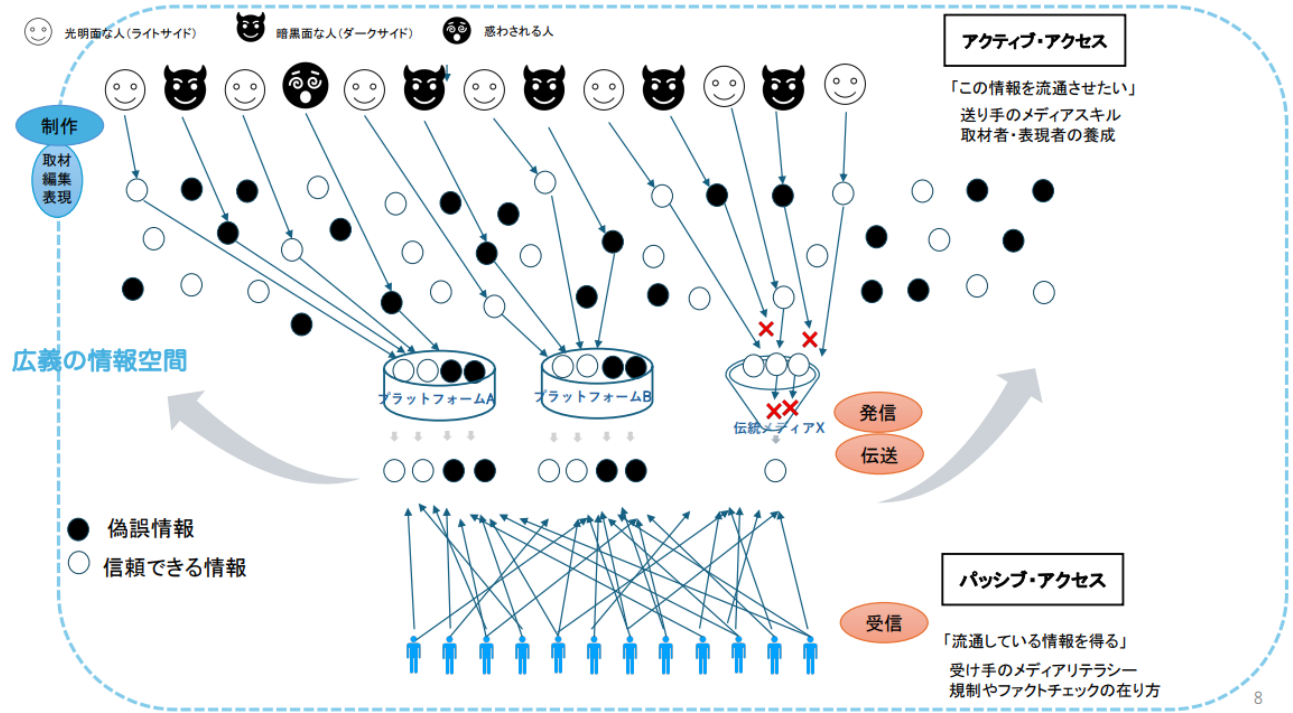 光明面な人(ライトサイド)
暗黒面な人(ダークサイド)
惑わされる人
アクティブ・アクセス
「この情報を流通させたい」
送り手のメディアスキル
取材者・表現者の養成
制作
取材
編集
表現
広義の情報空間
プラットフォームA
プラットフォームB
伝統メディアX
発信
伝送
偽誤情報
信頼できる情報
パッシブ・アクセス
受信
「流通している情報を得る」
受け手のメディアリテラシー
規制やファクトチェックの在り方
8